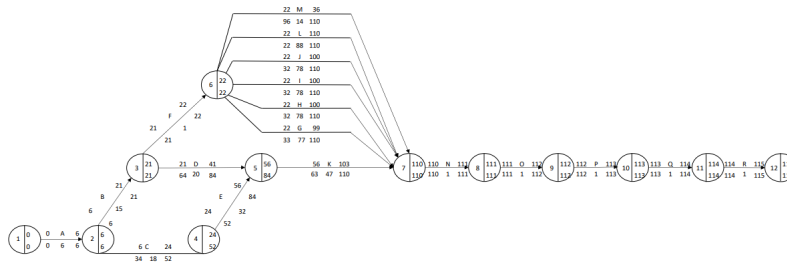 22 M 36
96 14 110
22 L 110
22 88 110
22 J 100
32 78 110
22 I 100
32 78 110
22 H 100
32 78 110
22 G 99
33 77 110
6 22 22
22
F 22
21 1
21
3 21 21
21 D 41
64 20 84
5 56 84
56 K 103
63 47 110
7 110 110
110 N 111
110 1 111
8 111 111
111 O 112
111 1 112
9 112 112
112 P 113
112 1 113
10 113 113
113 Q 114
113 1 114
11 114 114
114 R 115
114 1 115
12
21
B 21
6 15
6
56
E 84
24 32
52
1 0 0
0 A 6
0 6 6
2 6 6
6 C 24
34 18 52
4 24 52